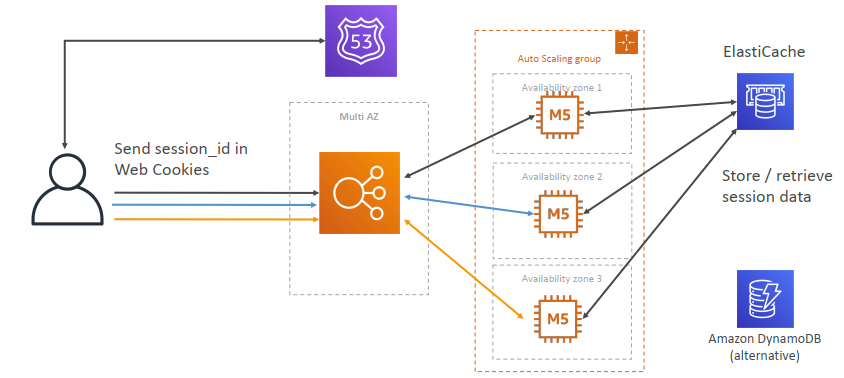 53
Send session_id in
Web Cookies
Multi AZ
Auto Scaling group
Availability zone 1
M5
Availability zone 2
M5
Availability zone 3
M5
ElastiCache
Store / retrieve
session data
Amazon DynamoDB
(alternative)